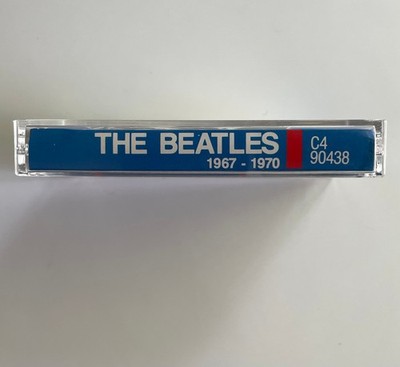 THE BEATLES
1967 - 1970
C4
90438